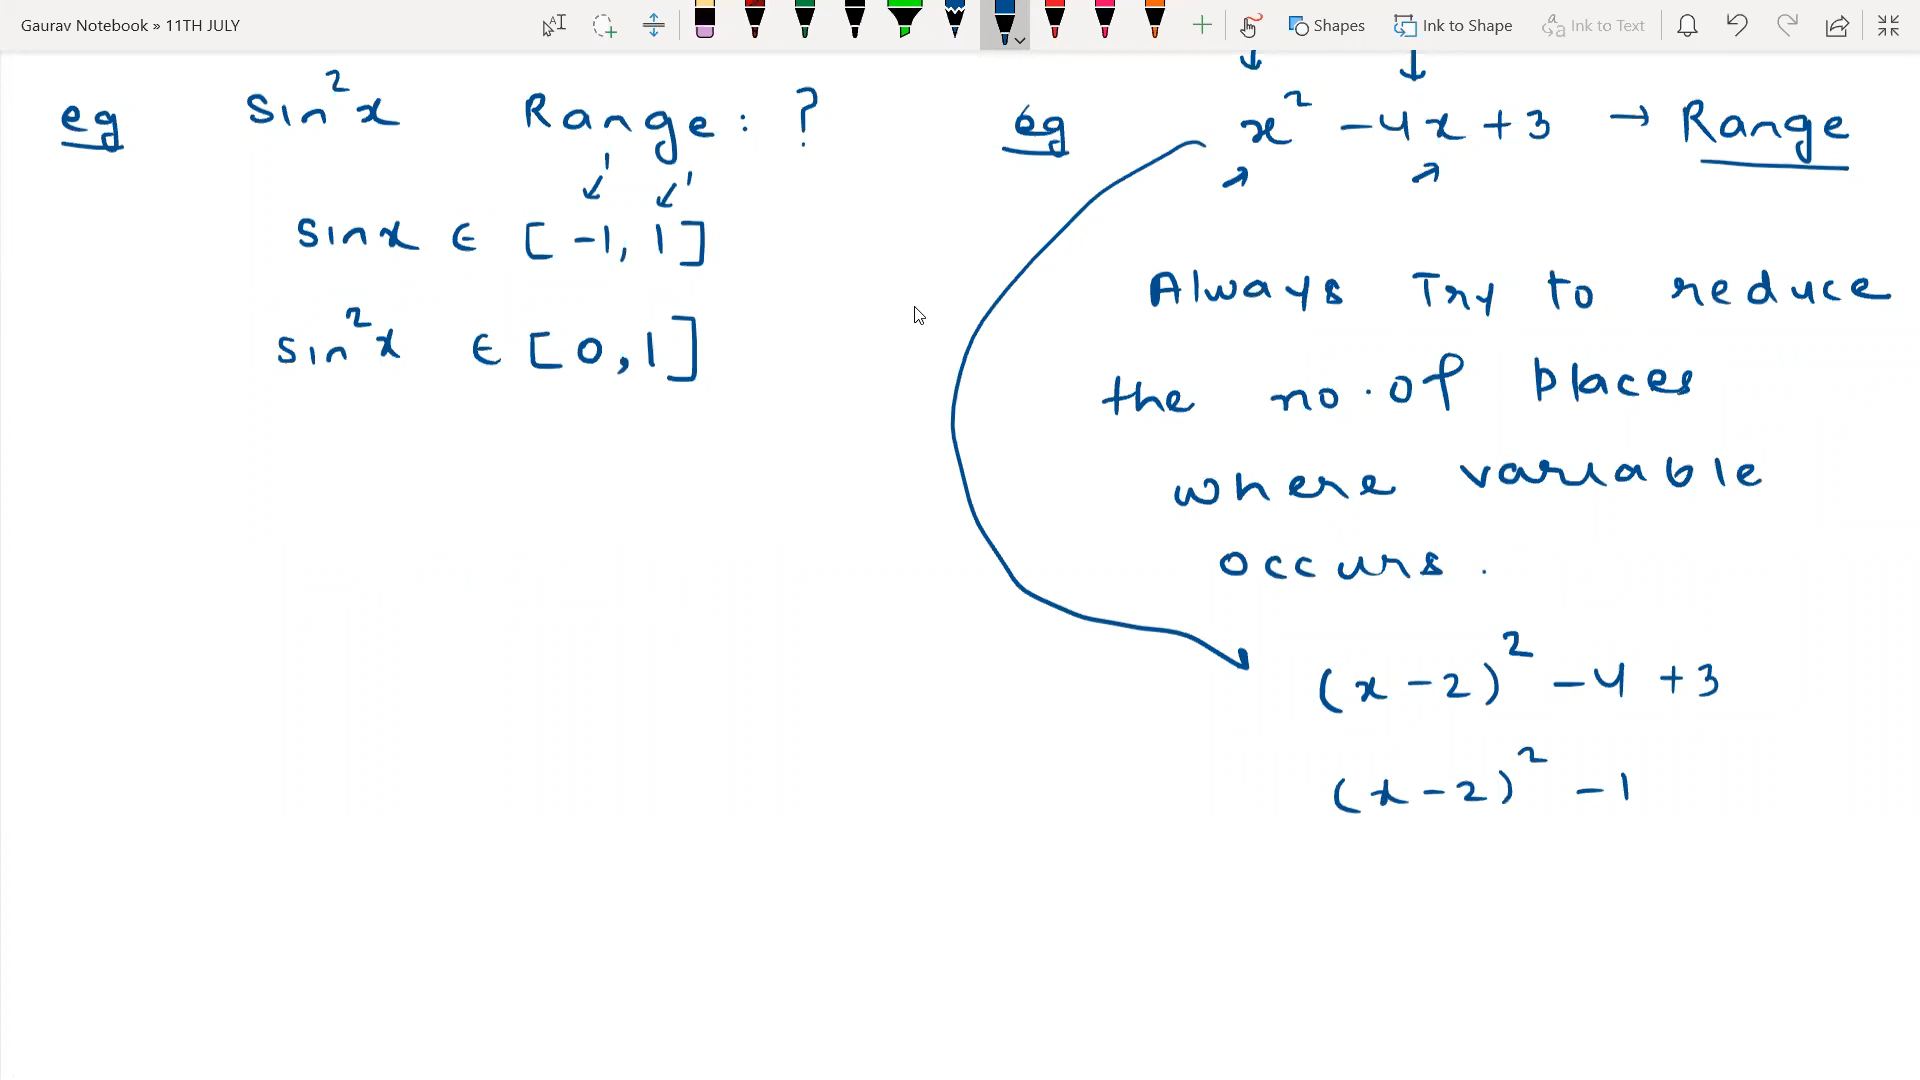 Gaurav Notebook » 11TH JULY
Shapes
Ink to Shape
Ink to Text
eg sin²x Range : ?
sinx ∈ [-1, 1]
sin²x ∈ [0, 1]
eg x² - 4x + 3 → Range
Always Try to reduce
the no. of places
where variable
occurs.
(x - 2)² - 4 + 3
(x - 2)² - 1